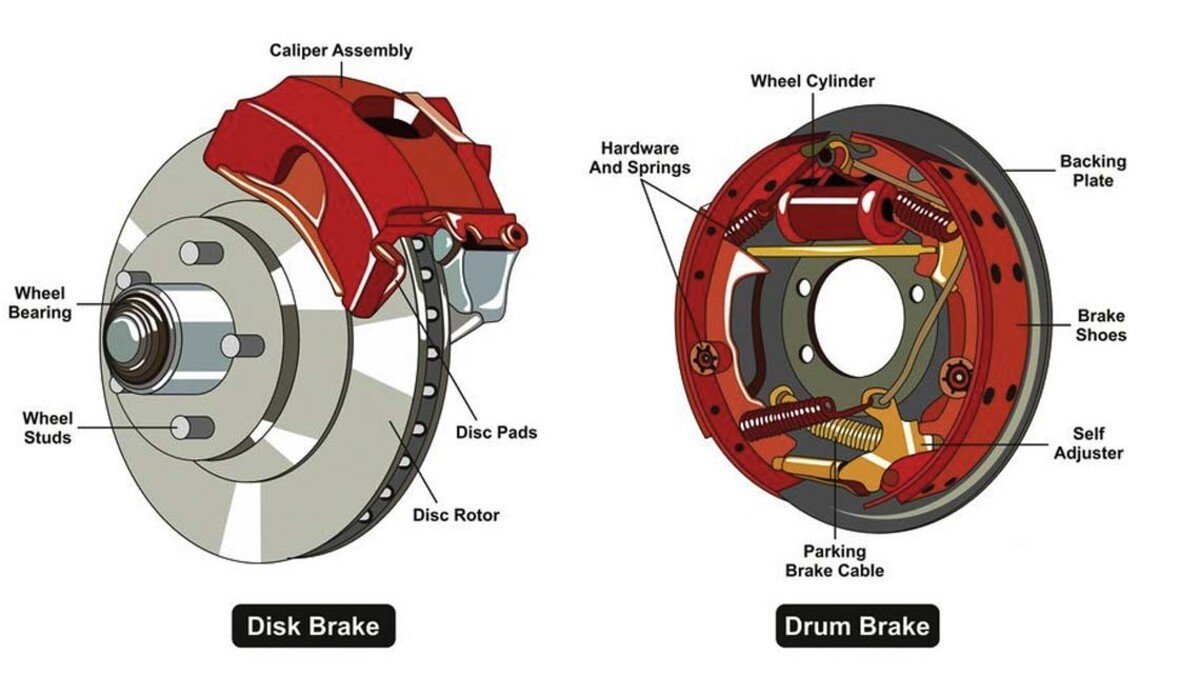 Caliper Assembly
Wheel
Bearing
Wheel
Studs
Disc Pads
Disc Rotor
Disk Brake
Wheel Cylinder
Hardware
And Springs
Backing
Plate
Brake
Shoes
Self
Adjuster
Parking
Brake Cable
Drum Brake